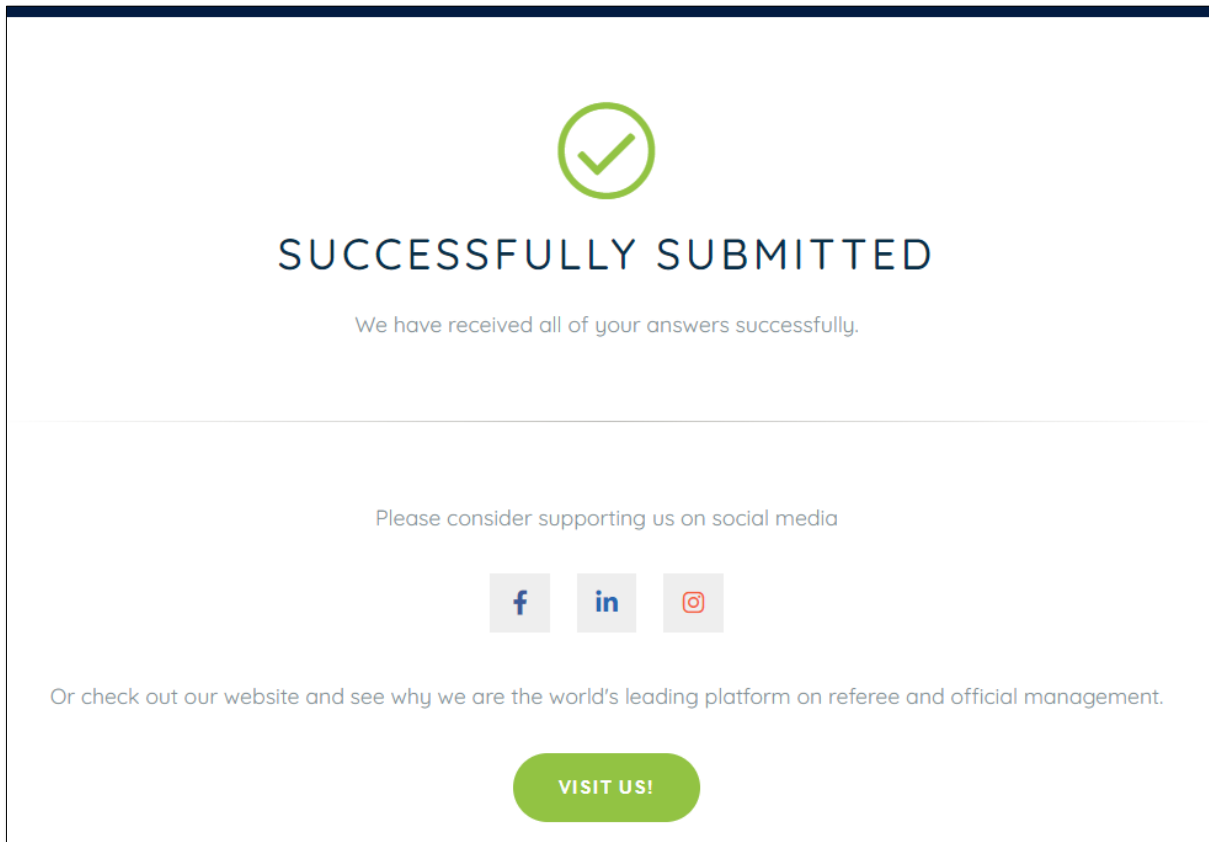 SUCCESSFULLY SUBMITTED
We have received all of your answers successfully.
Please consider supporting us on social media
f in
Or check out our website and see why we are the world's leading platform on referee and official management.
VISIT US!